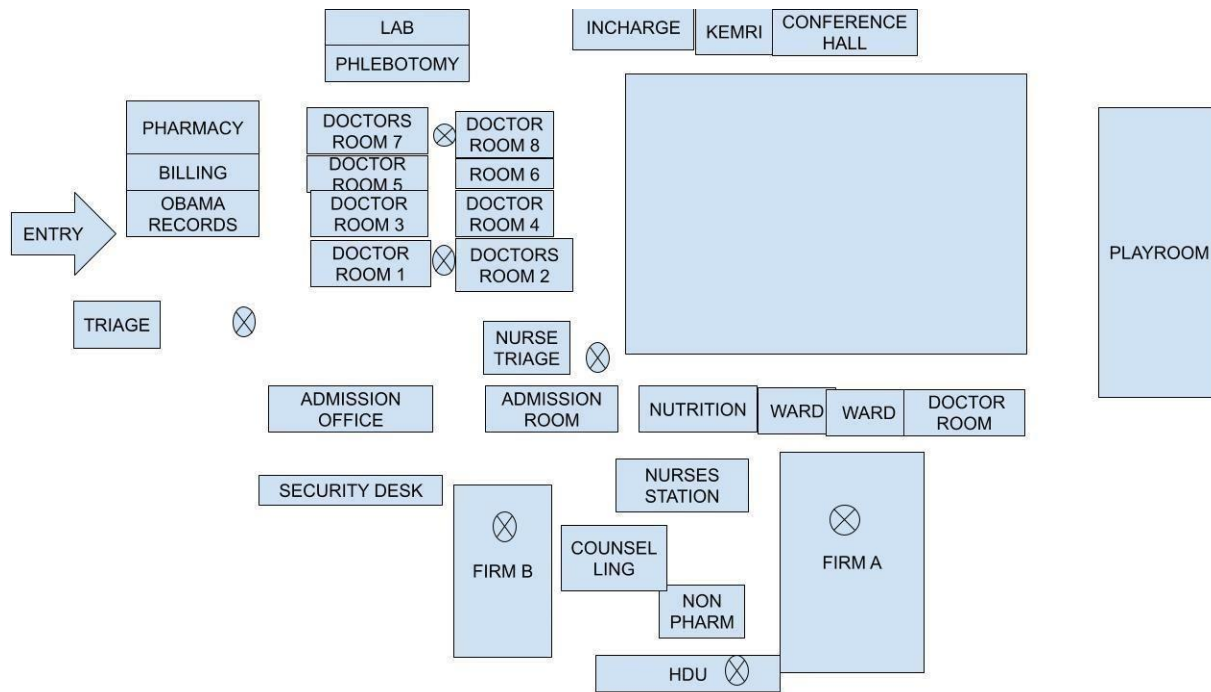 LAB
PHLEBOTOMY
INCHARGE
KEMRI
CONFERENCE
HALL
PHARMACY
BILLING
OBAMA
RECORDS
DOCTORS
ROOM 7
DOCTOR
ROOM 8
DOCTOR
ROOM 5
ROOM 6
DOCTOR
ROOM 3
DOCTOR
ROOM 4
DOCTOR
ROOM 1
DOCTORS
ROOM 2
ENTRY
PLAYROOM
TRIAGE
NURSE
TRIAGE
ADMISSION
OFFICE
ADMISSION
ROOM
NUTRITION
WARD
WARD
DOCTOR
ROOM
SECURITY DESK
NURSES
STATION
FIRM B
COUNSEL
LING
FIRM A
NON
PHARM
HDU